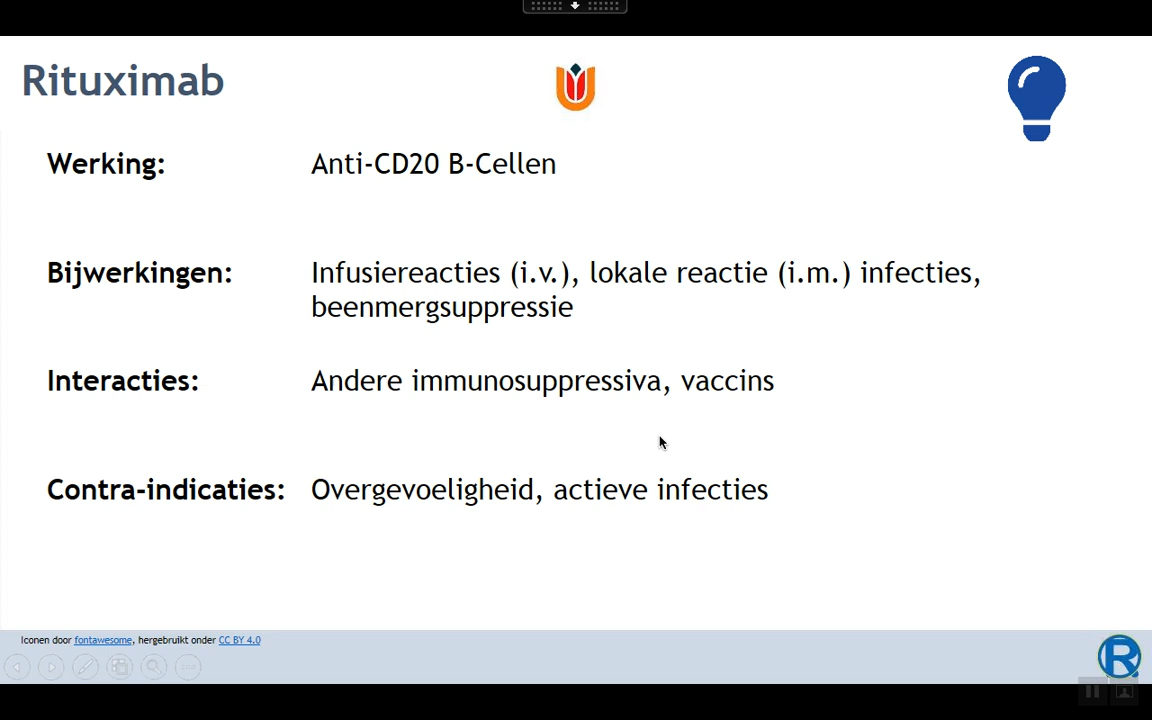 Rituximab
Werking: Anti-CD20 B-Cellen
Bijwerkingen: Infusiereacties (i.v.), lokale reactie (i.m.) infecties,
beenmergsuppressie
Interacties: Andere immunosuppressiva, vaccins
Contra-indicaties: Overgevoeligheid, actieve infecties
Iconen door fontawesome, hergebruikt onder CC BY 4.0
R